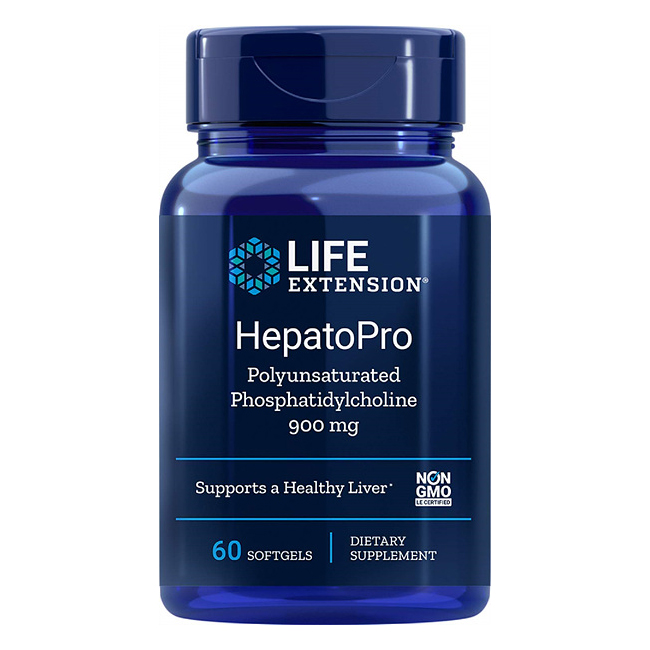 LIFE
EXTENSION®
HepatoPro
Polyunsaturated
Phosphatidylcholine
900 mg
Supports a Healthy Liver*
NON
GMO
LE CERTIFIED
60 SOFTGELS
DIETARY
SUPPLEMENT